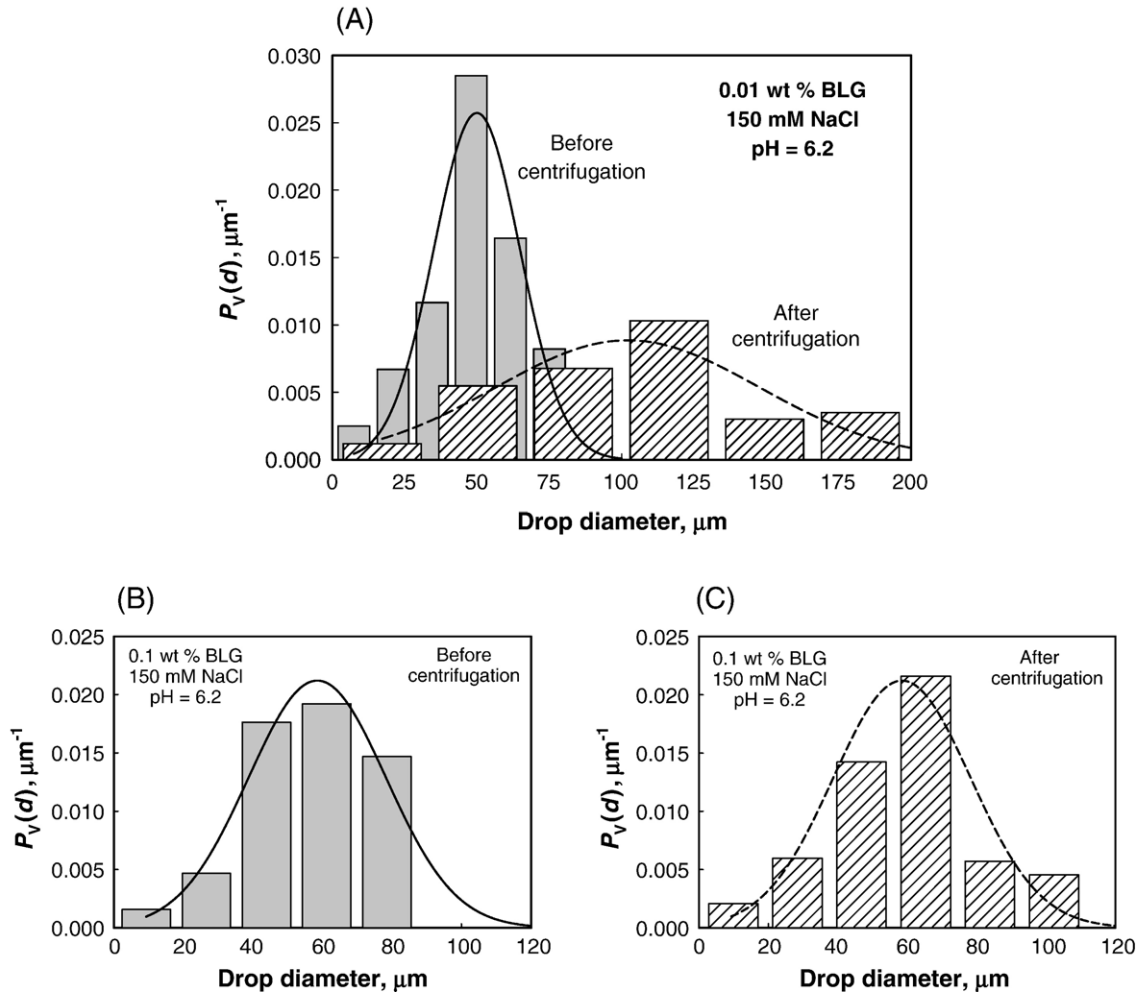 (A)
0.030
0.025
0.020
0.015
0.010
0.005
0.000
P_V(d), μm⁻¹
0.01 wt % BLG
150 mM NaCl
pH = 6.2
Before
centrifugation
After
centrifugation
0 25 50 75 100 125 150 175 200
Drop diameter, μm
(B)
0.025
0.020
0.015
0.010
0.005
0.000
P_V(d), μm⁻¹
0.1 wt % BLG
150 mM NaCl
pH = 6.2
Before
centrifugation
0 20 40 60 80 100 120
Drop diameter, μm
(C)
0.025
0.020
0.015
0.010
0.005
0.000
P_V(d), μm⁻¹
0.1 wt % BLG
150 mM NaCl
pH = 6.2
After
centrifugation
0 20 40 60 80 100 120
Drop diameter, μm